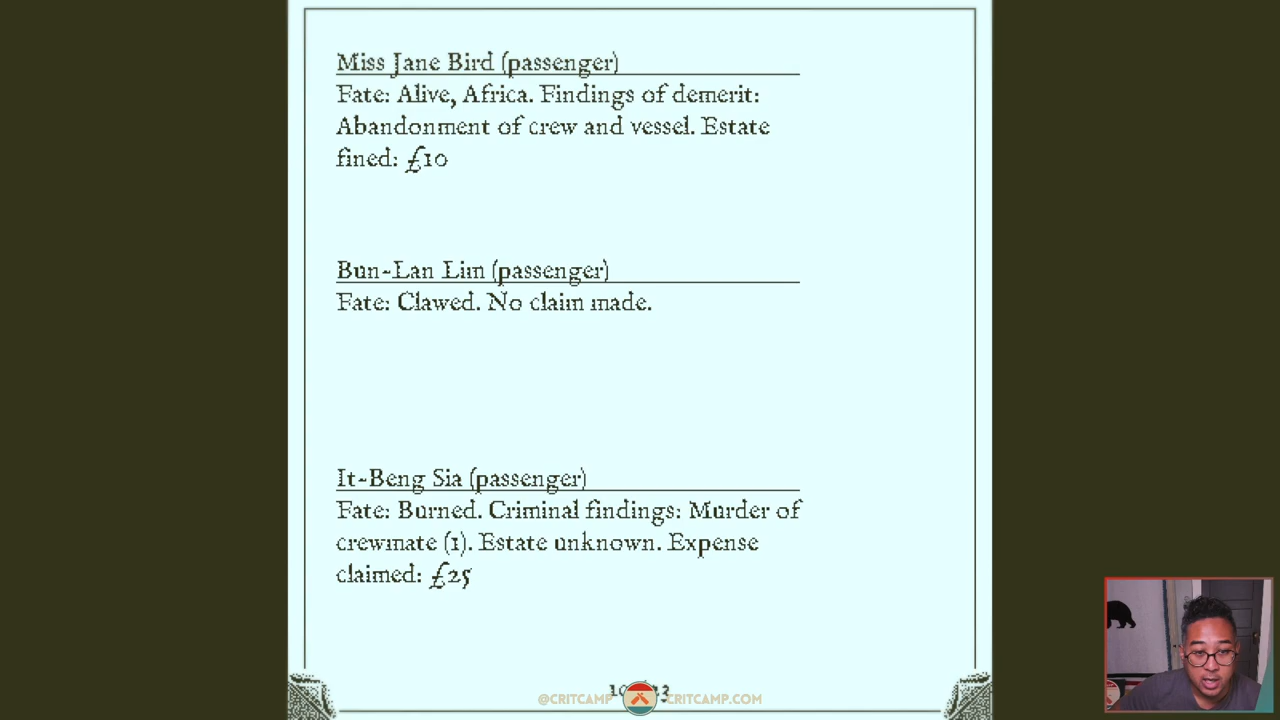 Miss Jane Bird (passenger)
Fate: Alive, Africa. Findings of demerit:
Abandonment of crew and vessel. Estate
fined: £10
Bun-Lan Lim (passenger)
Fate: Clawed. No claim made.
It-Beng Sia (passenger)
Fate: Burned. Criminal findings: Murder of
crewmate (1). Estate unknown. Expense
claimed: £25
@CRITCAMP CRITCAMP.COM